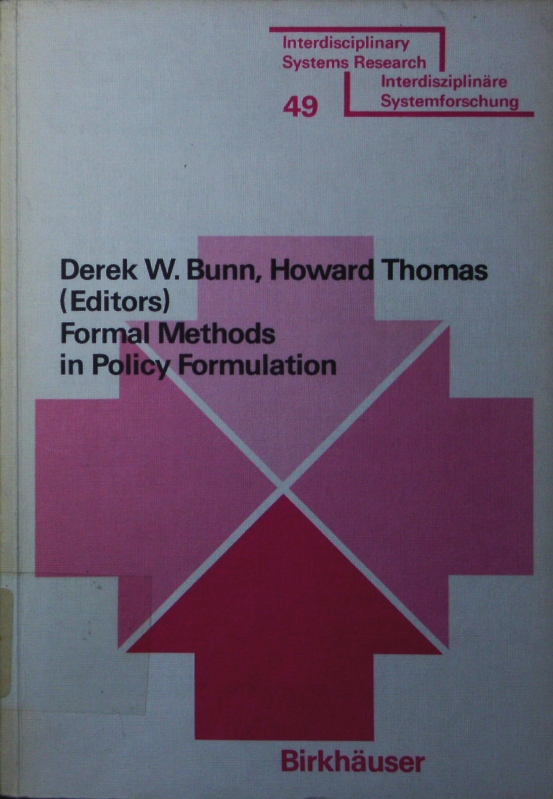 Interdisciplinary
Systems Research
Interdisziplinäre
Systemforschung
49
Derek W. Bunn, Howard Thomas
(Editors)
Formal Methods
in Policy Formulation
Birkhäuser